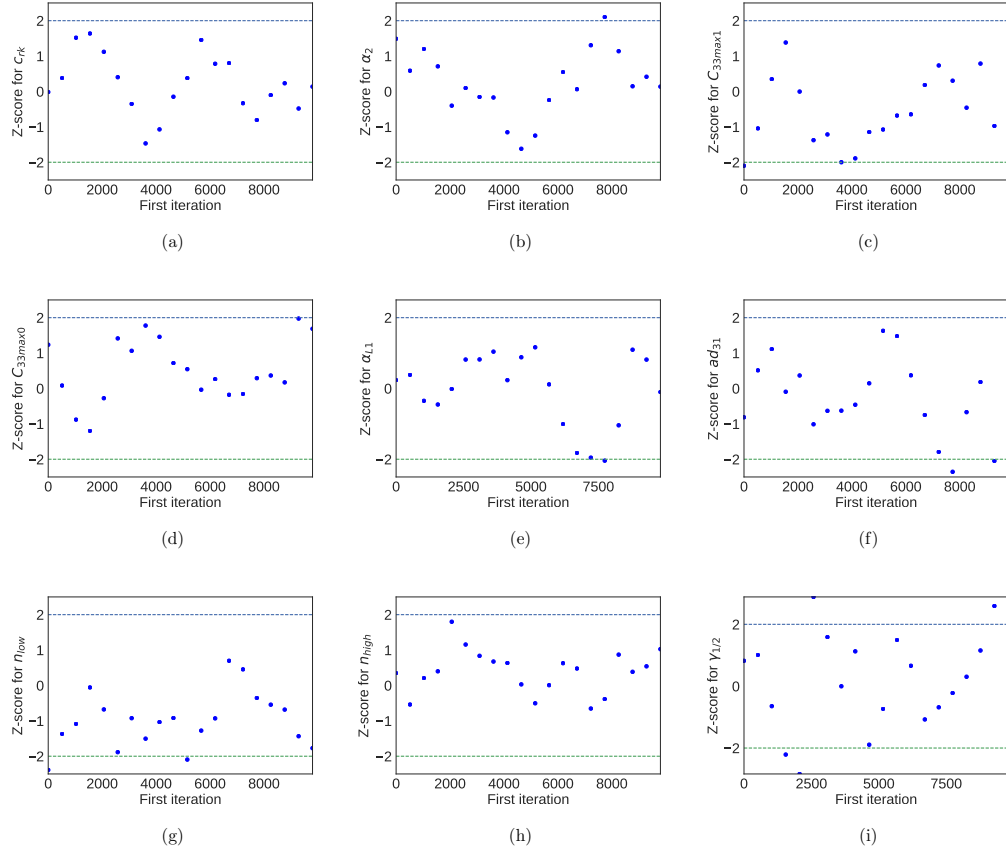 Z-score for c_rk
2
1
0
−1
−2
0 2000 4000 6000 8000
First iteration
(a)
Z-score for α_2
2
1
0
−1
−2
0 2000 4000 6000 8000
First iteration
(b)
Z-score for C_33max1
2
1
0
−1
−2
0 2000 4000 6000 8000
First iteration
(c)
Z-score for C_33max0
2
1
0
−1
−2
0 2000 4000 6000 8000
First iteration
(d)
Z-score for α_L1
2
1
0
−1
−2
0 2500 5000 7500
First iteration
(e)
Z-score for ad_31
2
1
0
−1
−2
0 2000 4000 6000 8000
First iteration
(f)
Z-score for n_low
2
1
0
−1
−2
0 2000 4000 6000 8000
First iteration
(g)
Z-score for n_high
2
1
0
−1
−2
0 2000 4000 6000 8000
First iteration
(h)
Z-score for γ_1/2
2
0
−2
0 2500 5000 7500
First iteration
(i)